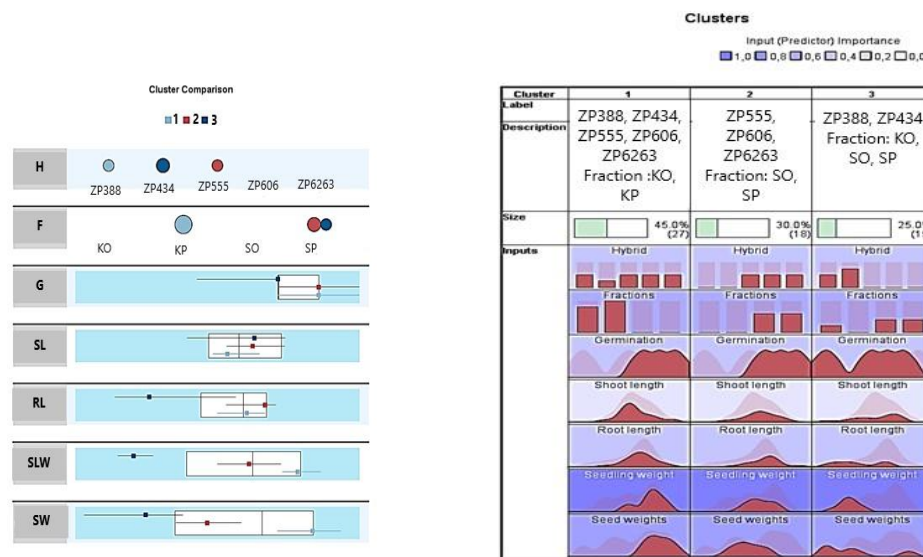 Cluster Comparison
1 2 3
H
ZP388 ZP434 ZP555 ZP606 ZP6263
F
KO KP SO SP
G
SL
RL
SLW
SW
Clusters
Input (Predictor) Importance
1,0 0,8 0,6 0,4 0,2 0,0
Cluster 1 2 3
Label
Description
ZP388, ZP434,
ZP555, ZP606,
ZP6263
Fraction :KO,
KP
ZP555,
ZP606,
ZP6263
Fraction: SO,
SP
ZP388, ZP434
Fraction: KO,
SO, SP
Size
45.0%
(27)
30.0%
(18)
25.0
Inputs
Hybrid Hybrid Hybrid
Fractions Fractions Fractions
Germination Germination Germination
Shoot length Shoot length Shoot length
Root length Root length Root length
Seedling weight Seedling weight Seedling weight
Seed weights Seed weights Seed weights